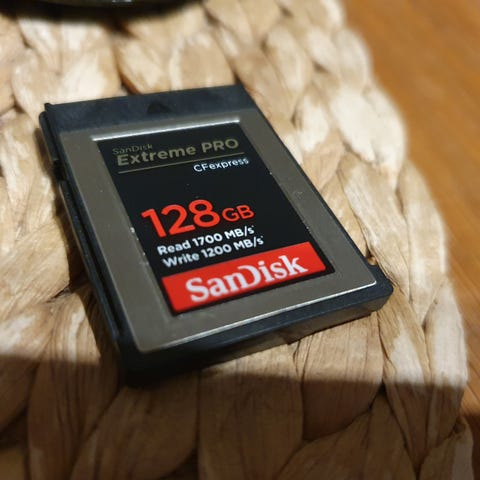 SanDisk
Extreme PRO
CFexpress
128GB
Read 1700 MB/s*
Write 1200 MB/s*
SanDisk